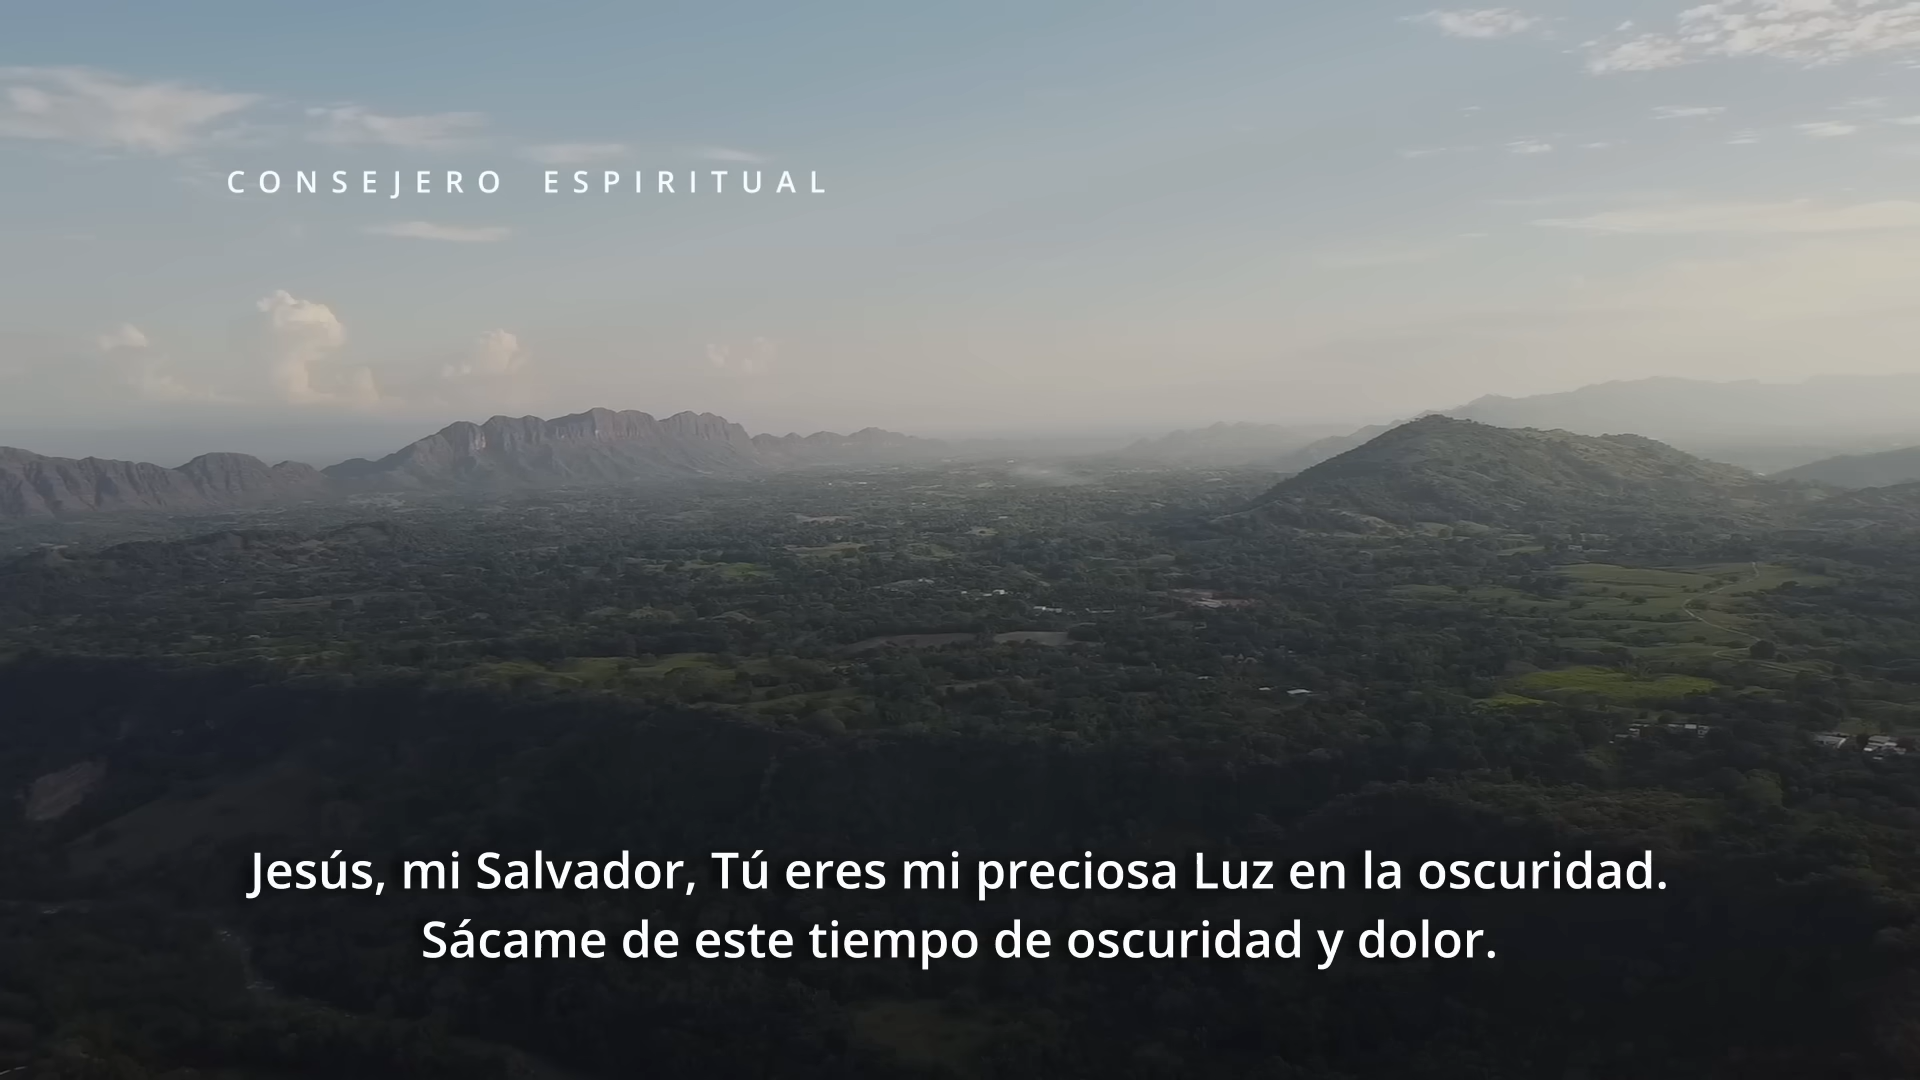 CONSEJERO ESPIRITUAL
Jesús, mi Salvador, Tú eres mi preciosa Luz en la oscuridad.
Sácame de este tiempo de oscuridad y dolor.